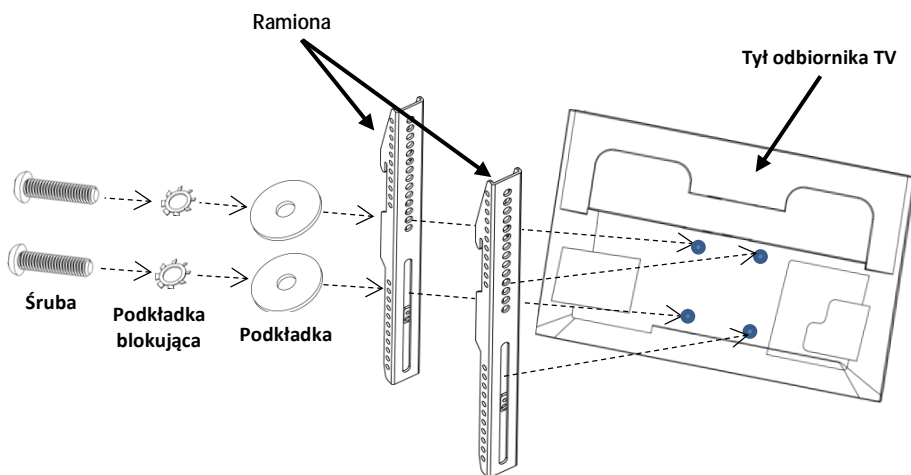 Ramiona
Tył odbiornika TV
Śruba
Podkładka
blokująca
Podkładka